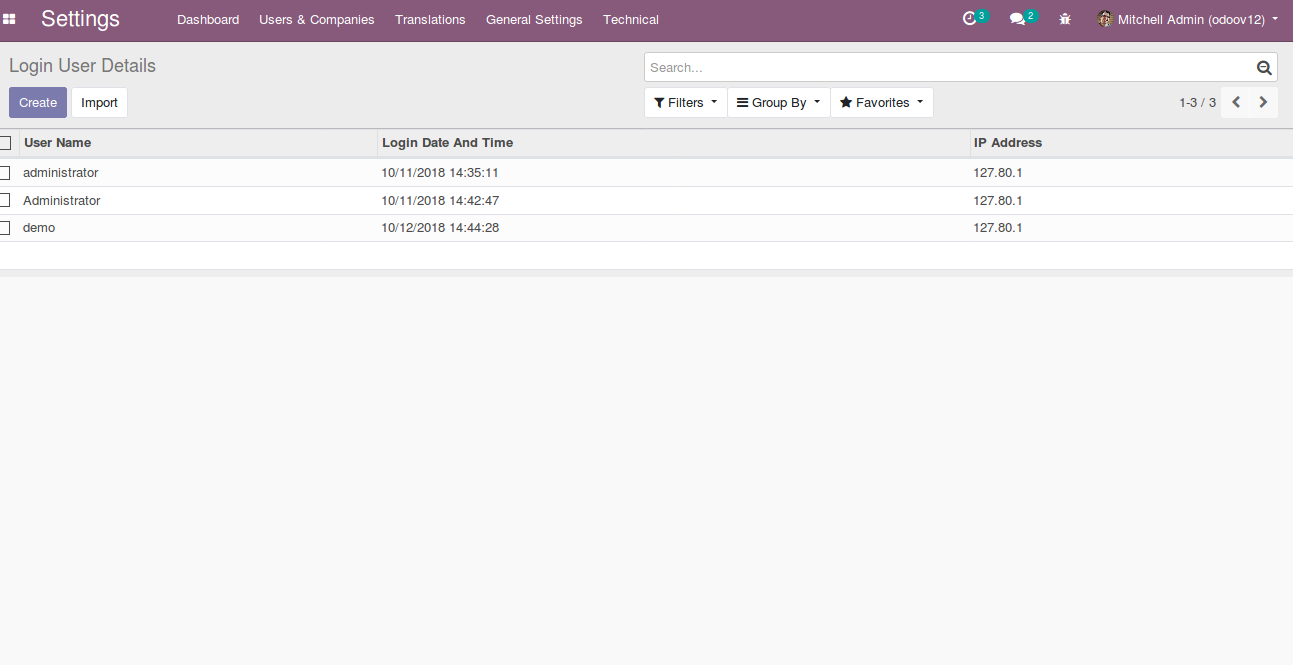 Settings Dashboard Users & Companies Translations General Settings Technical 3 2 Mitchell Admin (odoov12)
Login User Details Search...
Create Import Filters Group By Favorites 1-3 / 3
User Name Login Date And Time IP Address
administrator 10/11/2018 14:35:11 127.80.1
Administrator 10/11/2018 14:42:47 127.80.1
demo 10/12/2018 14:44:28 127.80.1